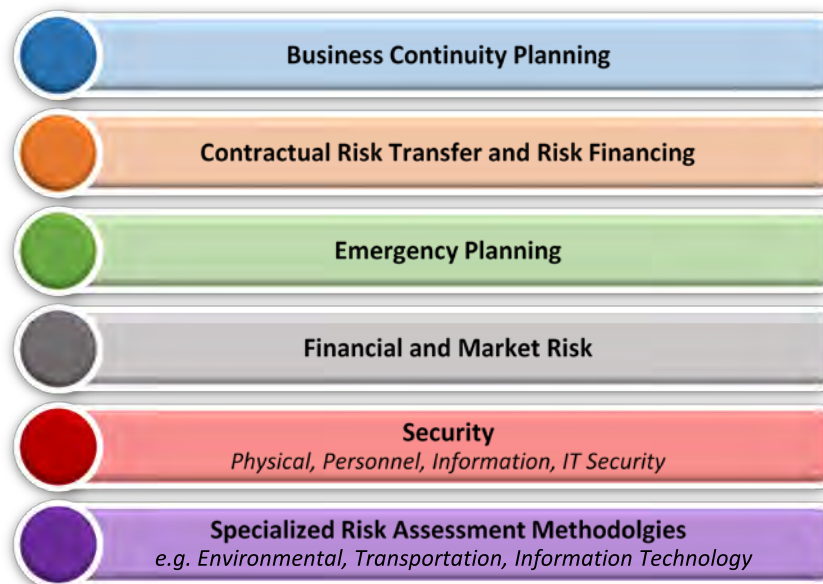 Business Continuity Planning
Contractual Risk Transfer and Risk Financing
Emergency Planning
Financial and Market Risk
Security
Physical, Personnel, Information, IT Security
Specialized Risk Assessment Methodolgies
e.g. Environmental, Transportation, Information Technology